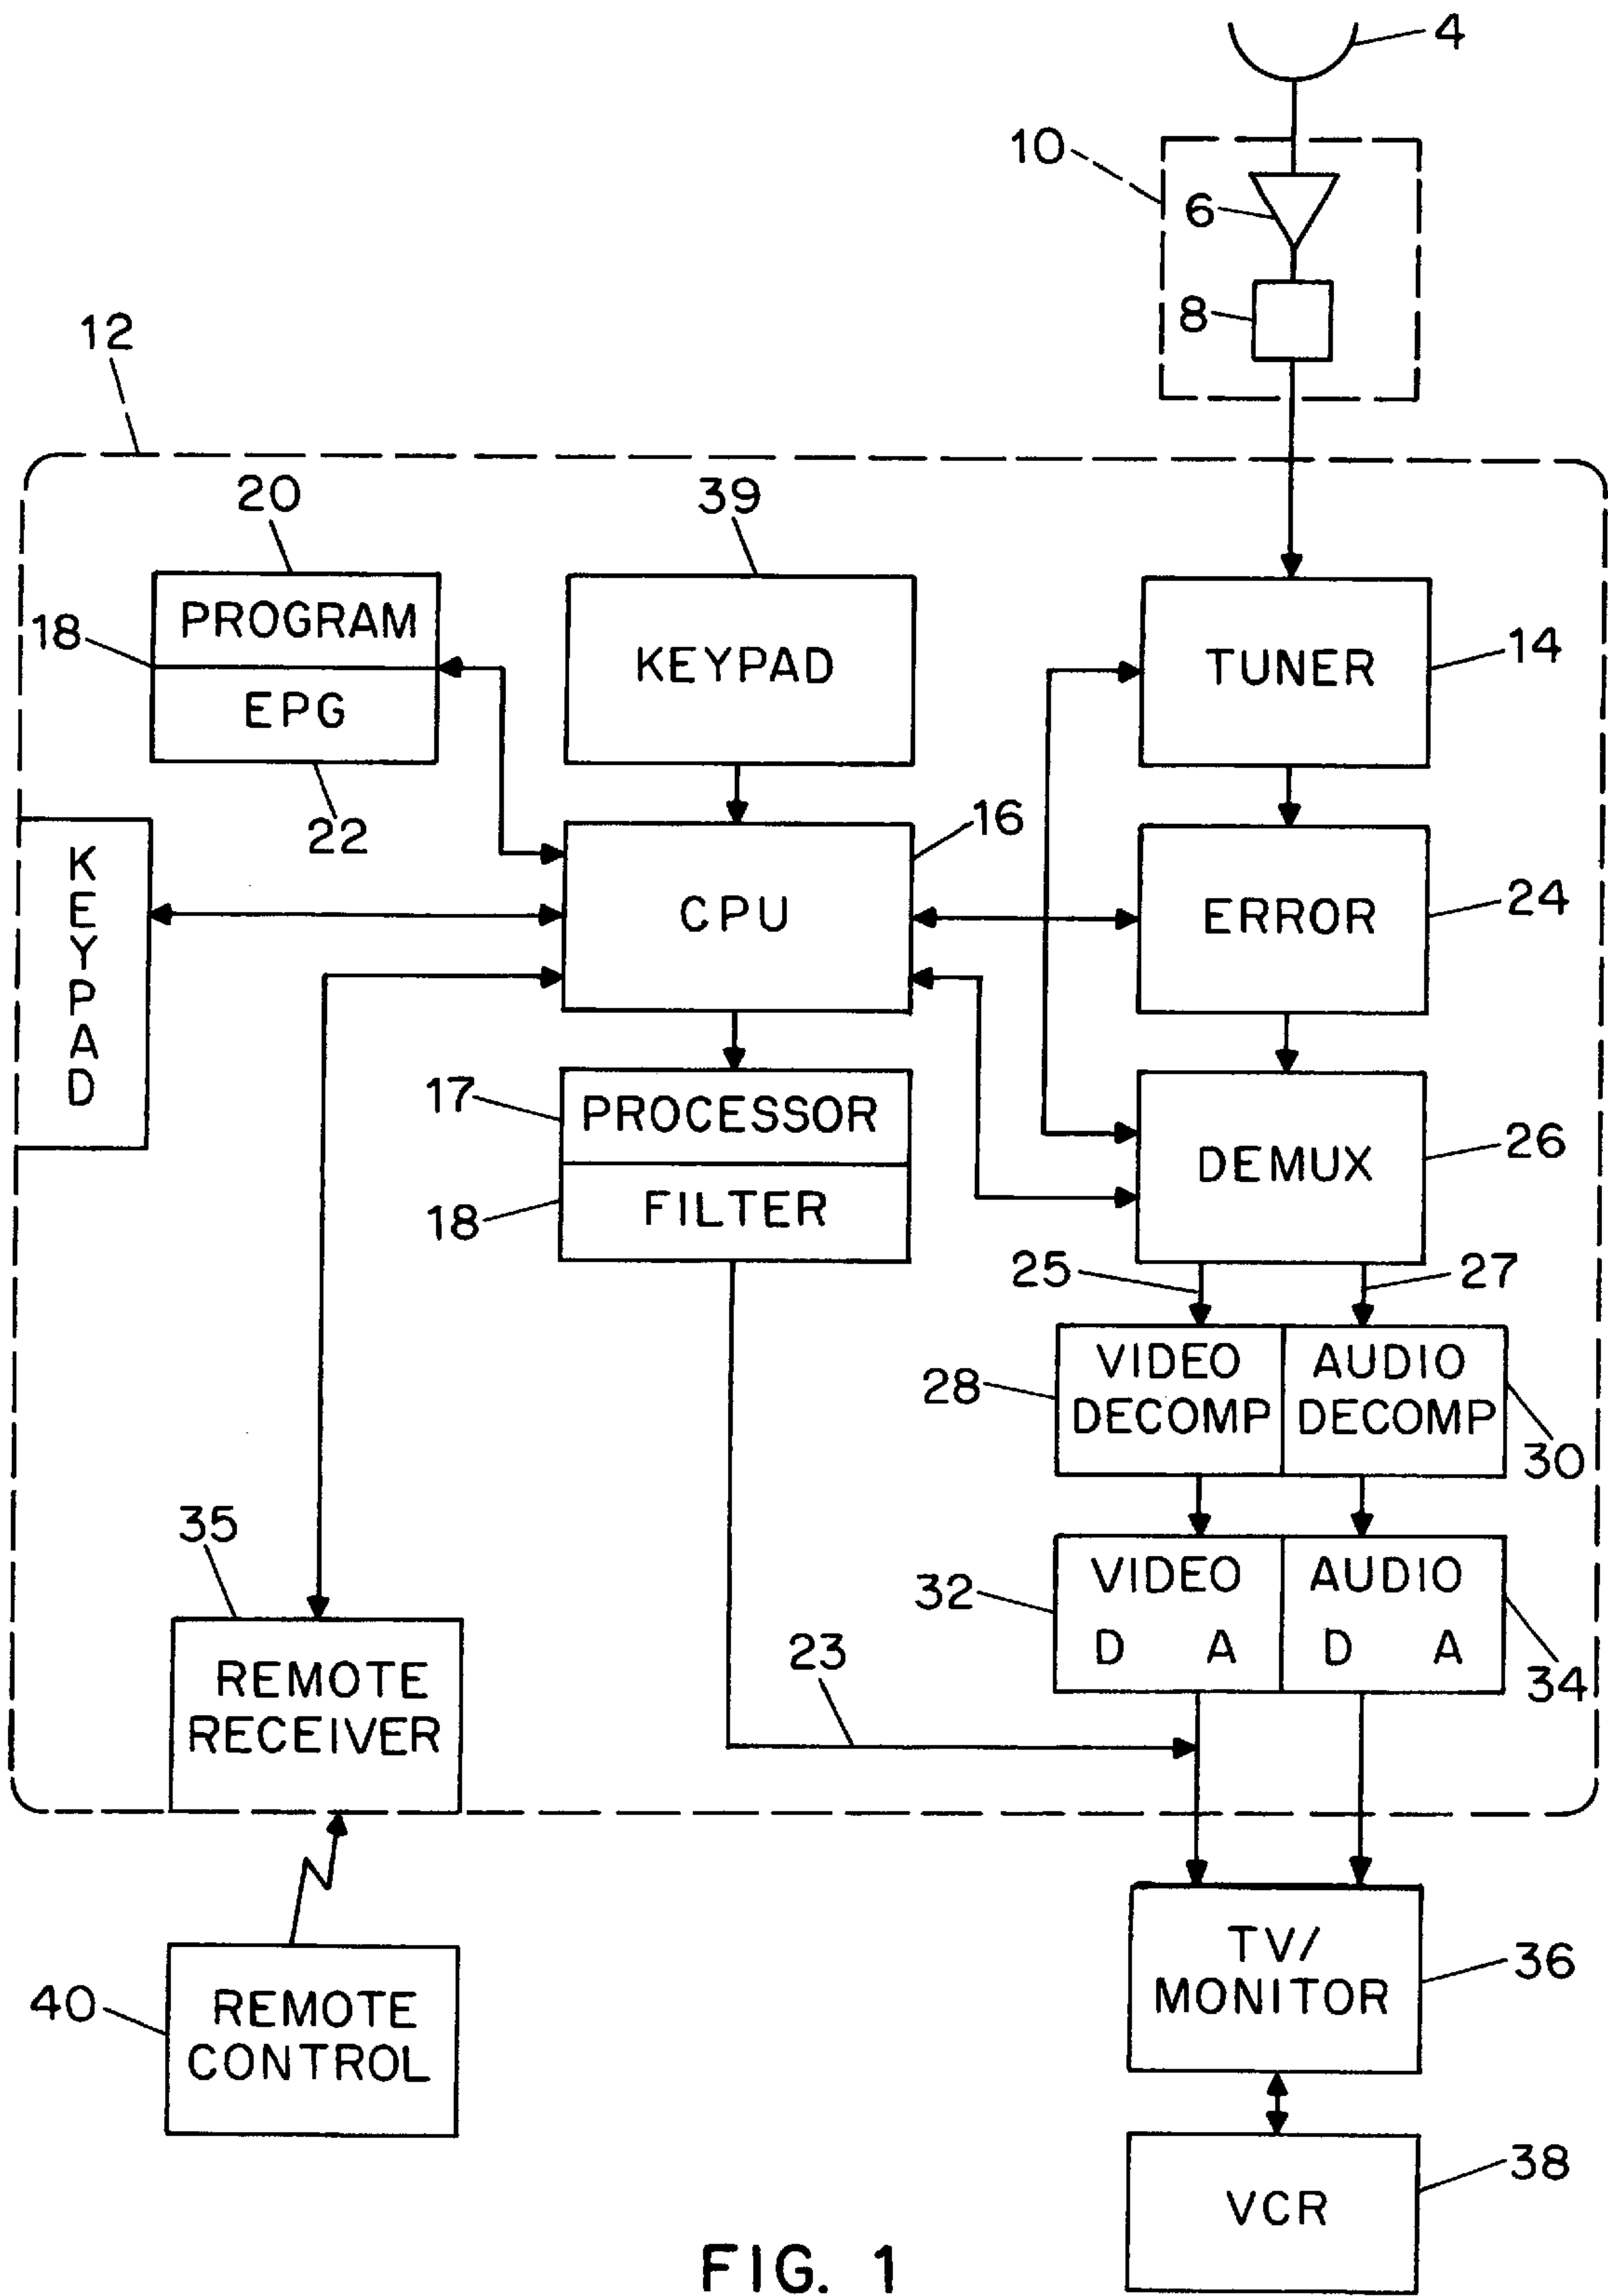 4
10
6
8
12
20
39
PROGRAM
18
KEYPAD
TUNER
14
EPG
22
16
KEYPAD
CPU
ERROR
24
17
PROCESSOR
DEMUX
26
18
FILTER
25
27
VIDEO
DECOMP
AUDIO
DECOMP
28
30
35
VIDEO
D A
AUDIO
D A
32
34
23
REMOTE
RECEIVER
TV/
MONITOR
36
40
REMOTE
CONTROL
VCR
38
FIG. 1